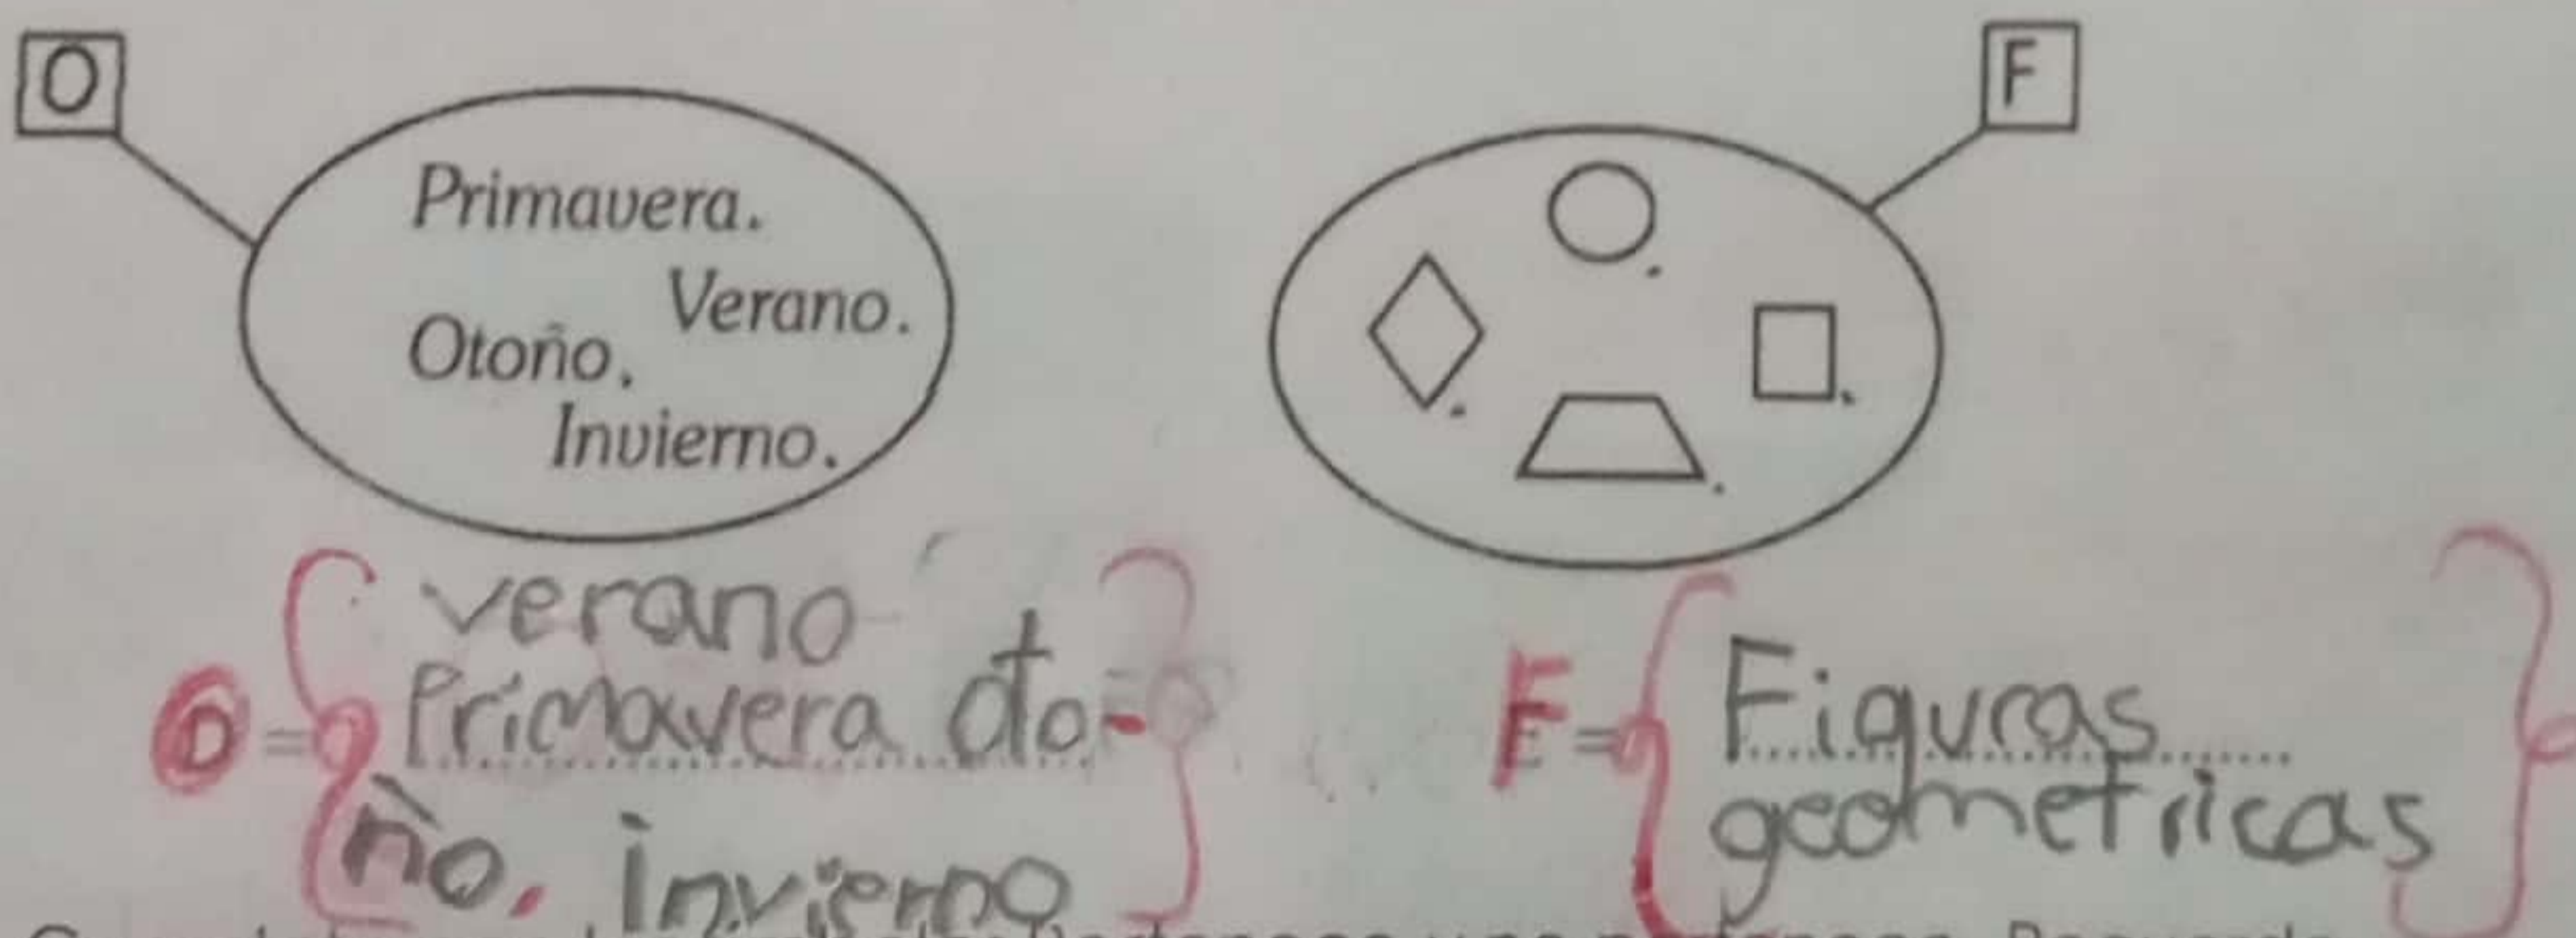 O
F
Primavera.
Verano.
Otoño.
Invierno.
verano
O = { Primavera oto-
ño. invierno }
F = { Figuras
geometricas }